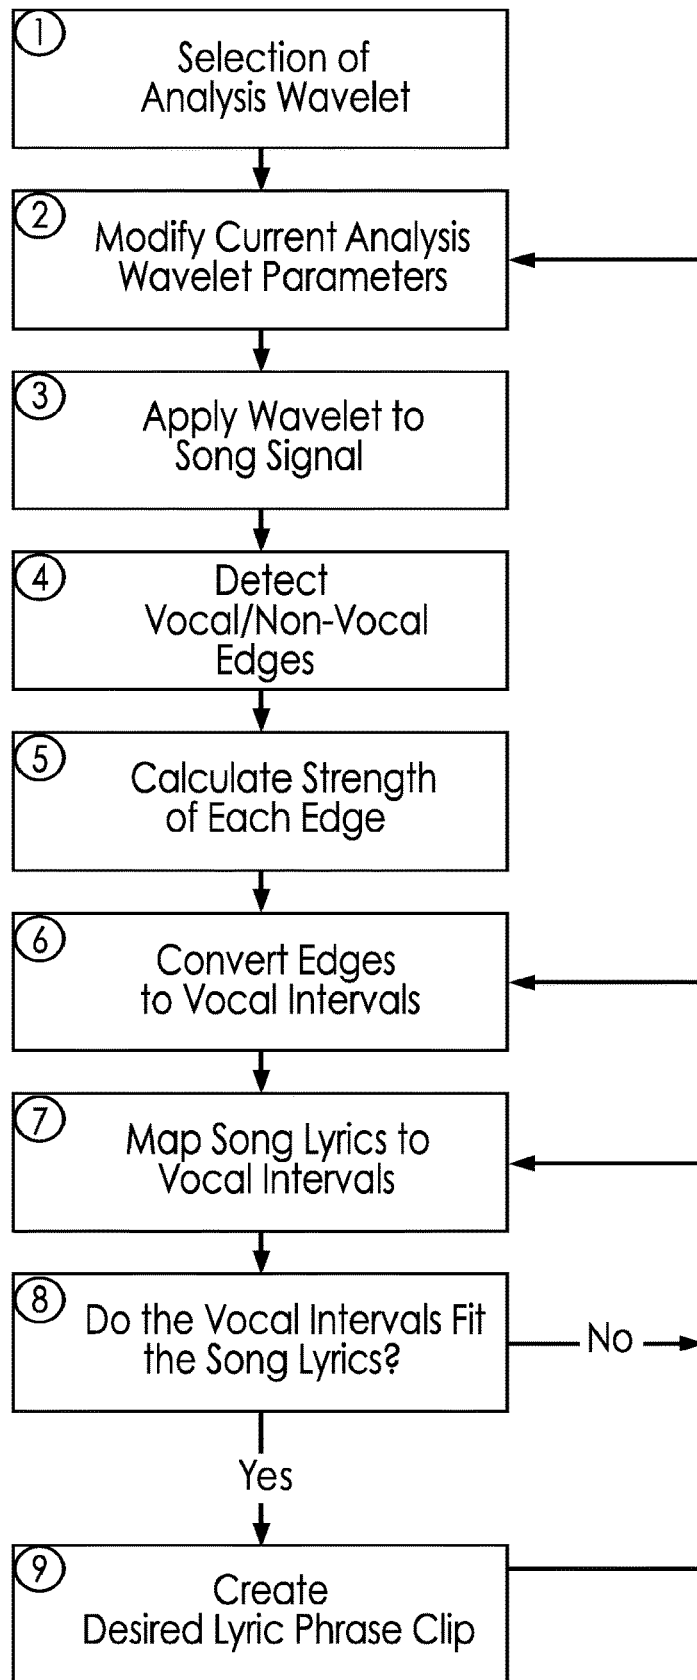 1
Selection of
Analysis Wavelet
2
Modify Current Analysis
Wavelet Parameters
3
Apply Wavelet to
Song Signal
4
Detect
Vocal/Non-Vocal
Edges
5
Calculate Strength
of Each Edge
6
Convert Edges
to Vocal Intervals
7
Map Song Lyrics to
Vocal Intervals
8
Do the Vocal Intervals Fit
the Song Lyrics?
No
Yes
9
Create
Desired Lyric Phrase Clip